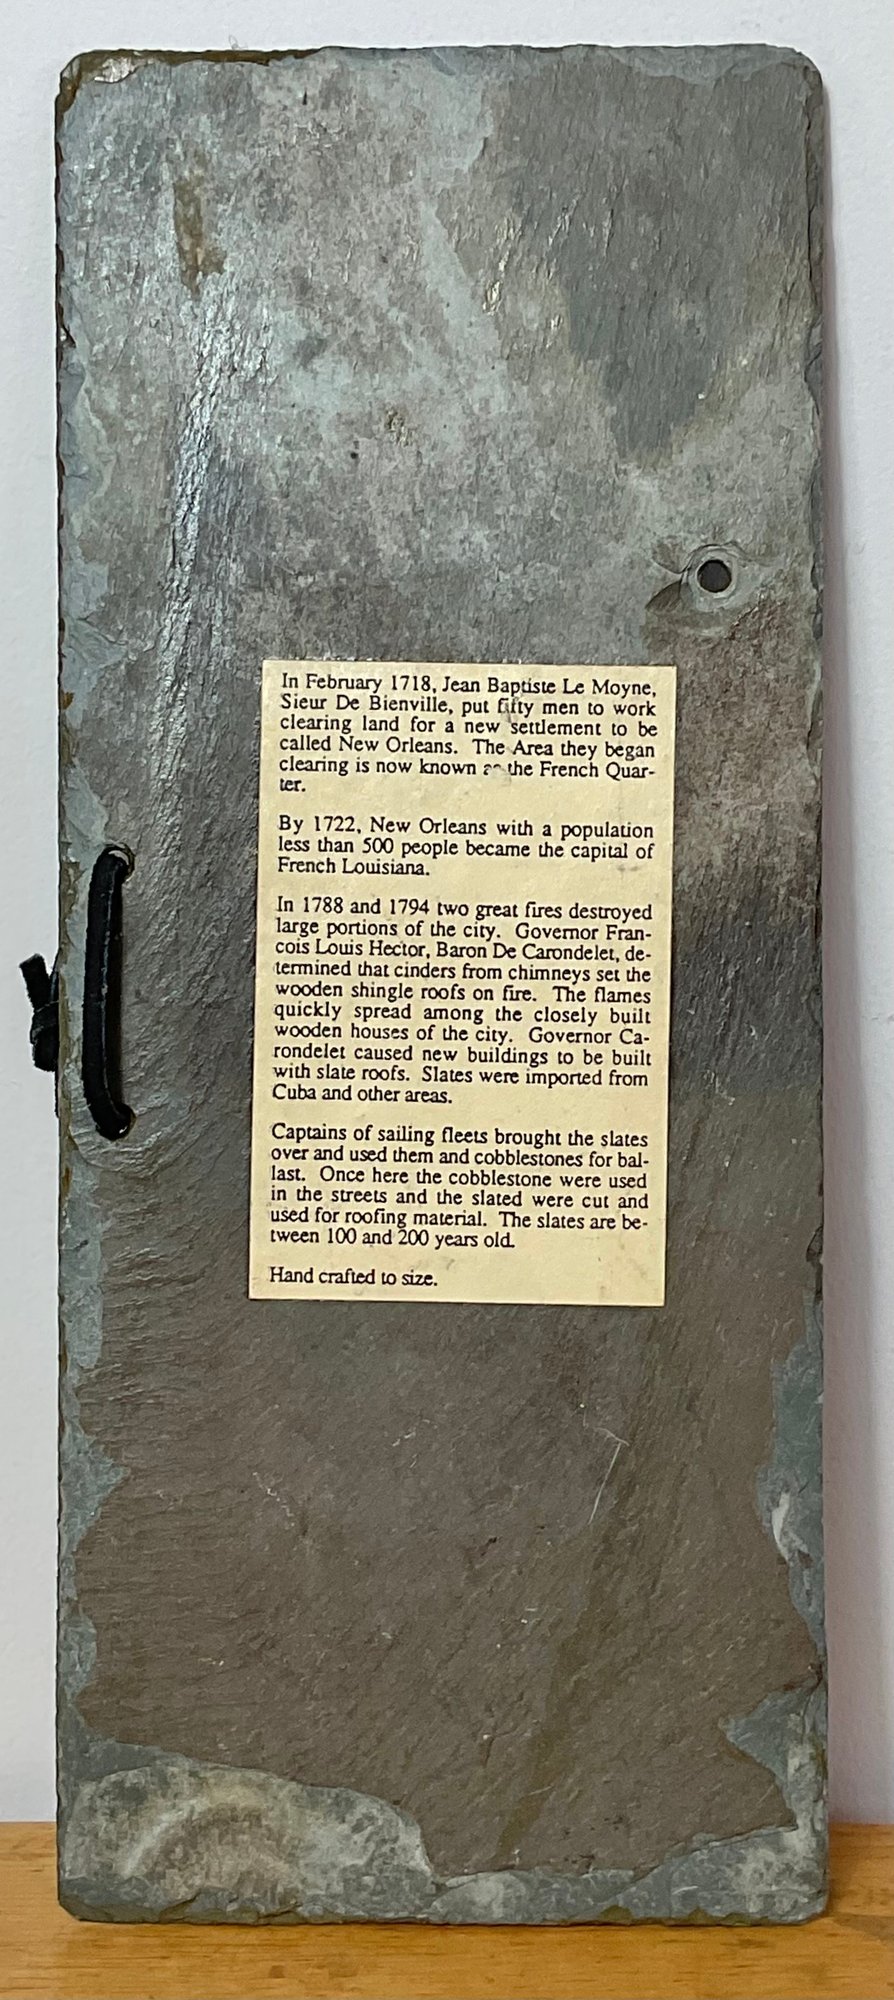 In February 1718, Jean Baptiste Le Moyne,
Sieur De Bienville, put fifty men to work
clearing land for a new settlement to be
called New Orleans. The Area they began
clearing is now known as the French Quar-
ter.
By 1722, New Orleans with a population
less than 500 people became the capital of
French Louisiana.
In 1788 and 1794 two great fires destroyed
large portions of the city. Governor Fran-
cois Louis Hector, Baron De Carondelet, de-
termined that cinders from chimneys set the
wooden shingle roofs on fire. The flames
quickly spread among the closely built
wooden houses of the city. Governor Ca-
rondelet caused new buildings to be built
with slate roofs. Slates were imported from
Cuba and other areas.
Captains of sailing fleets brought the slates
over and used them and cobblestones for bal-
last. Once here the cobblestone were used
in the streets and the slated were cut and
used for roofing material. The slates are be-
tween 100 and 200 years old.
Hand crafted to size.